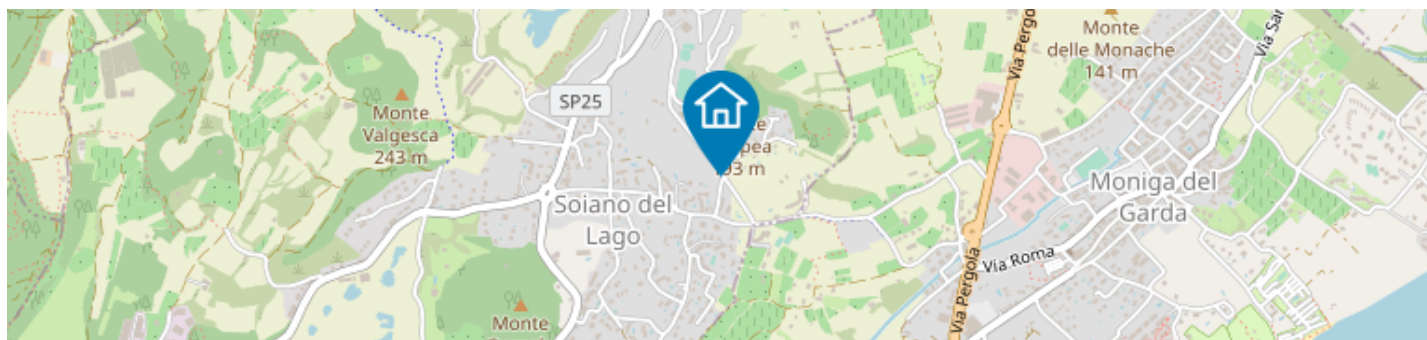 Monte
Valgesca
243 m
SP25
Soiano del
Lago
Monte
Monte
delle Monache
141 m
Via Pergola
Via Pergola
Via Roma
Moniga del
Garda